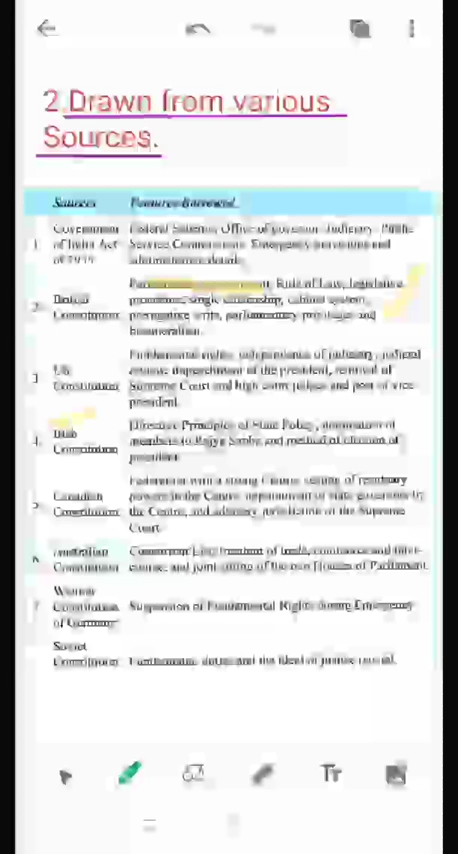 2.Drawn from various
Sources.
Sources Features Borrowed
1 Government Federal Scheme, Office of governor, Judiciary, Public
of India Act Service Commissions, Emergency provisions and
of 1935 administrative details
2. Parliamentary government, Rule of Law, legislative
British procedure, single citizenship, cabinet system,
Constitution prerogative writs, parliamentary privileges and
bicameralism.
Fundamental rights, independence of judiciary, judicial
3 US review, impeachment of the president, removal of
Constitution Supreme Court and high court judges and post of vice
president.
4. Irish Directive Principles of State Policy, nomination of
Constitution members to Rajya Sabha and method of election of
president
Federation with a strong Centre, vesting of residuary
5 Canadian powers in the Centre, appointment of state governors by
Constitution the Centre, and advisory jurisdiction of the Supreme
Court
6 Australian Concurrent List, freedom of trade, commerce and inter-
Constitution course, and joint sitting of the two Houses of Parliament.
Weimar
7 Constitution Suspension of Fundamental Rights during Emergency
of Germany
Soviet
Constitution Fundamental duties and the ideal of justice (social,
Tr